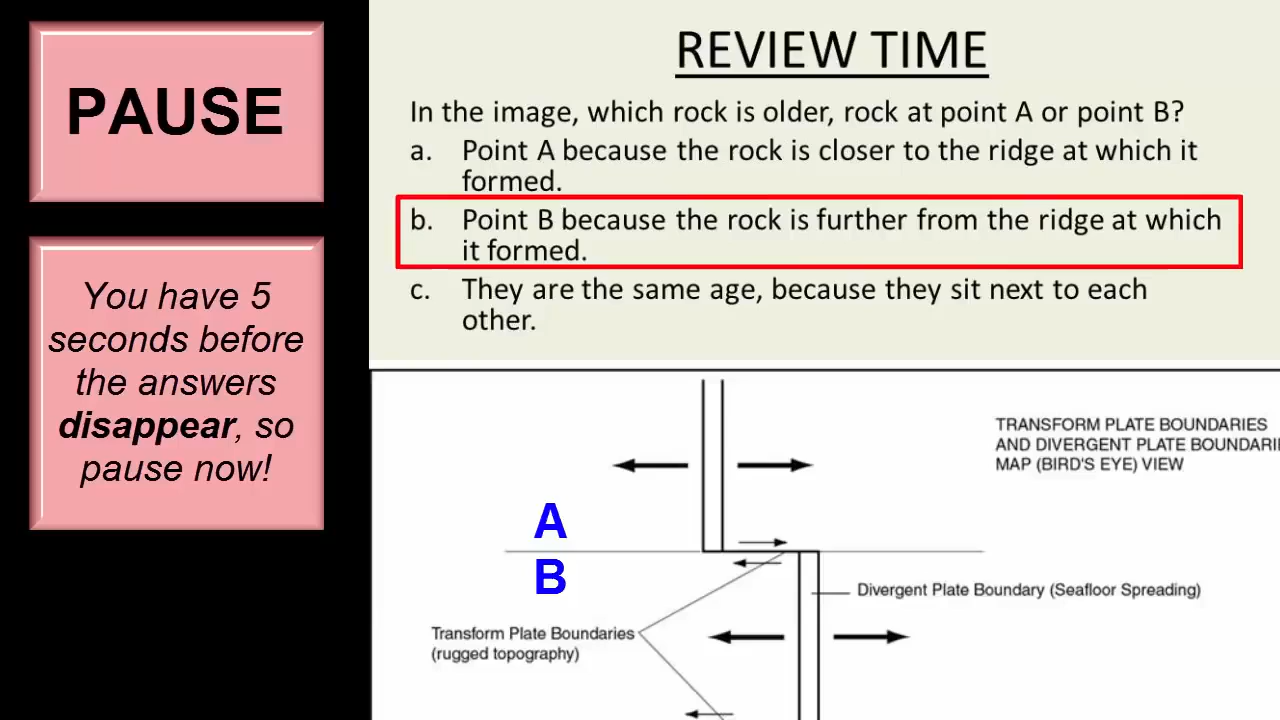 PAUSE
You have 5
seconds before
the answers
disappear, so
pause now!
REVIEW TIME
In the image, which rock is older, rock at point A or point B?
a. Point A because the rock is closer to the ridge at which it
formed.
b. Point B because the rock is further from the ridge at which
it formed.
c. They are the same age, because they sit next to each
other.
TRANSFORM PLATE BOUNDARIES
AND DIVERGENT PLATE BOUNDARI
MAP (BIRD'S EYE) VIEW
A
B
Divergent Plate Boundary (Seafloor Spreading)
Transform Plate Boundaries
(rugged topography)